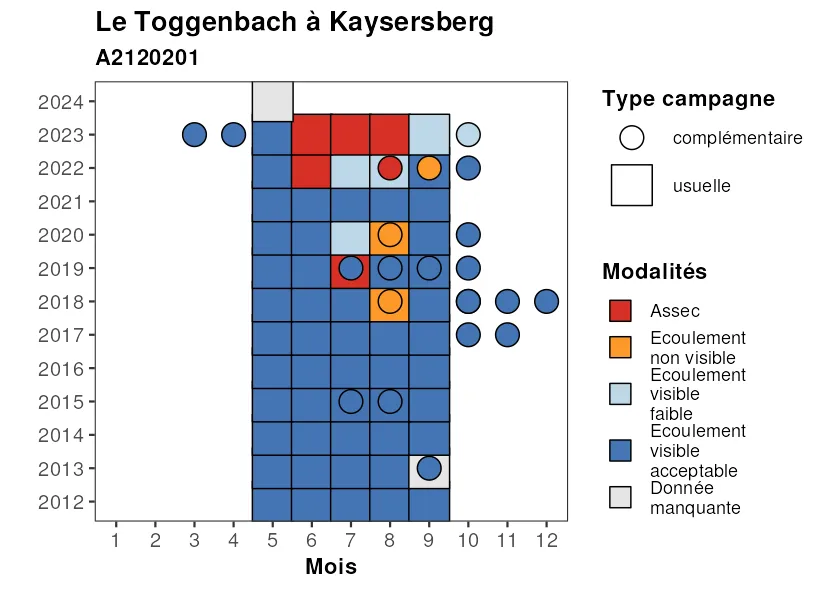 Le Toggenbach à Kaysersberg
A2120201
2024
2023
2022
2021
2020
2019
2018
2017
2016
2015
2014
2013
2012
1 2 3 4 5 6 7 8 9 10 11 12
Mois
Type campagne
complémentaire
usuelle
Modalités
Assec
Ecoulement
non visible
Ecoulement
visible
faible
Ecoulement
visible
acceptable
Donnée
manquante